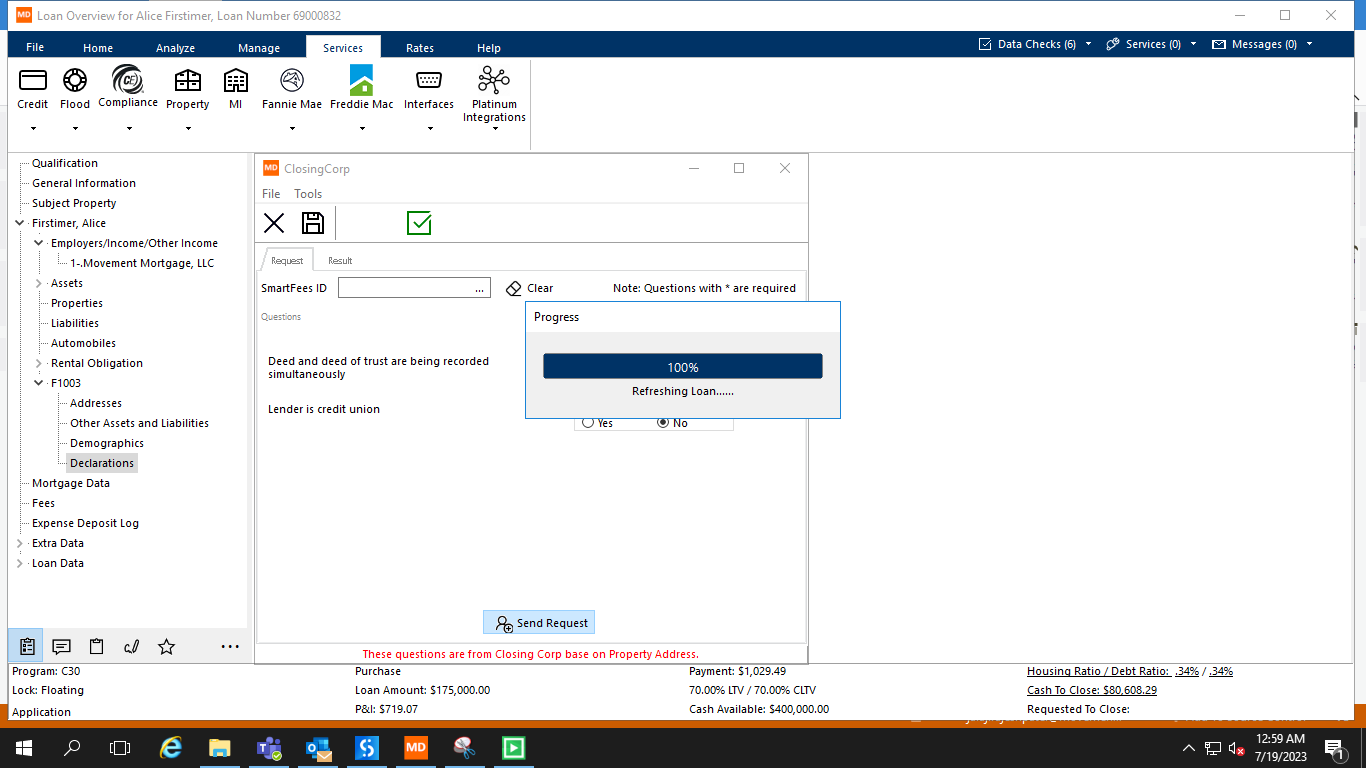 MD Loan Overview for Alice Firstimer, Loan Number 69000832
File Home Analyze Manage Services Rates Help Data Checks (6) Services (0) Messages (0)
Credit Flood Compliance Property MI Fannie Mae Freddie Mac Interfaces Platinum
Integrations
Qualification
General Information
Subject Property
Firstimer, Alice
Employers/Income/Other Income
1-.Movement Mortgage, LLC
Assets
Properties
Liabilities
Automobiles
Rental Obligation
F1003
Addresses
Other Assets and Liabilities
Demographics
Declarations
Mortgage Data
Fees
Expense Deposit Log
Extra Data
Loan Data
MD ClosingCorp
File Tools
Request Result
SmartFees ID ... Clear Note: Questions with * are required
Questions
Deed and deed of trust are being recorded
simultaneously
Lender is credit union
Yes No
Progress
100%
Refreshing Loan......
Send Request
These questions are from Closing Corp base on Property Address.
Program: C30 Purchase Payment: $1,029.49 Housing Ratio / Debt Ratio: .34% / .34%
Lock: Floating Loan Amount: $175,000.00 70.00% LTV / 70.00% CLTV Cash To Close: $80,608.29
Application P&I: $719.07 Cash Available: $400,000.00 Requested To Close:
MD
12:59 AM
7/19/2023
1